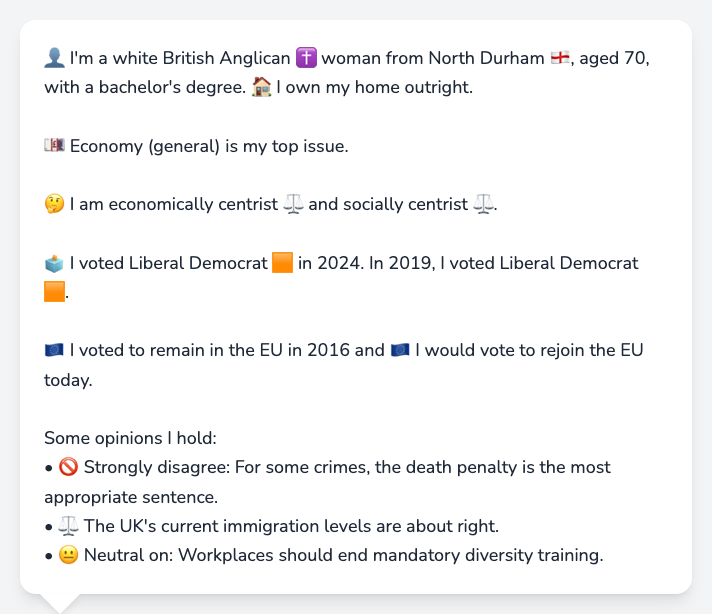 👤 I'm a white British Anglican ✝️ woman from North Durham 🏴󠁧󠁢󠁥󠁮󠁧󠁿, aged 70,
with a bachelor's degree. 🏠 I own my home outright.
💷 Economy (general) is my top issue.
🤔 I am economically centrist ⚖️ and socially centrist ⚖️.
🗳️ I voted Liberal Democrat 🟧 in 2024. In 2019, I voted Liberal Democrat
🟧.
🇪🇺 I voted to remain in the EU in 2016 and 🇪🇺 I would vote to rejoin the EU
today.
Some opinions I hold:
• 🚫 Strongly disagree: For some crimes, the death penalty is the most
appropriate sentence.
• ⚖️ The UK's current immigration levels are about right.
• 😐 Neutral on: Workplaces should end mandatory diversity training.